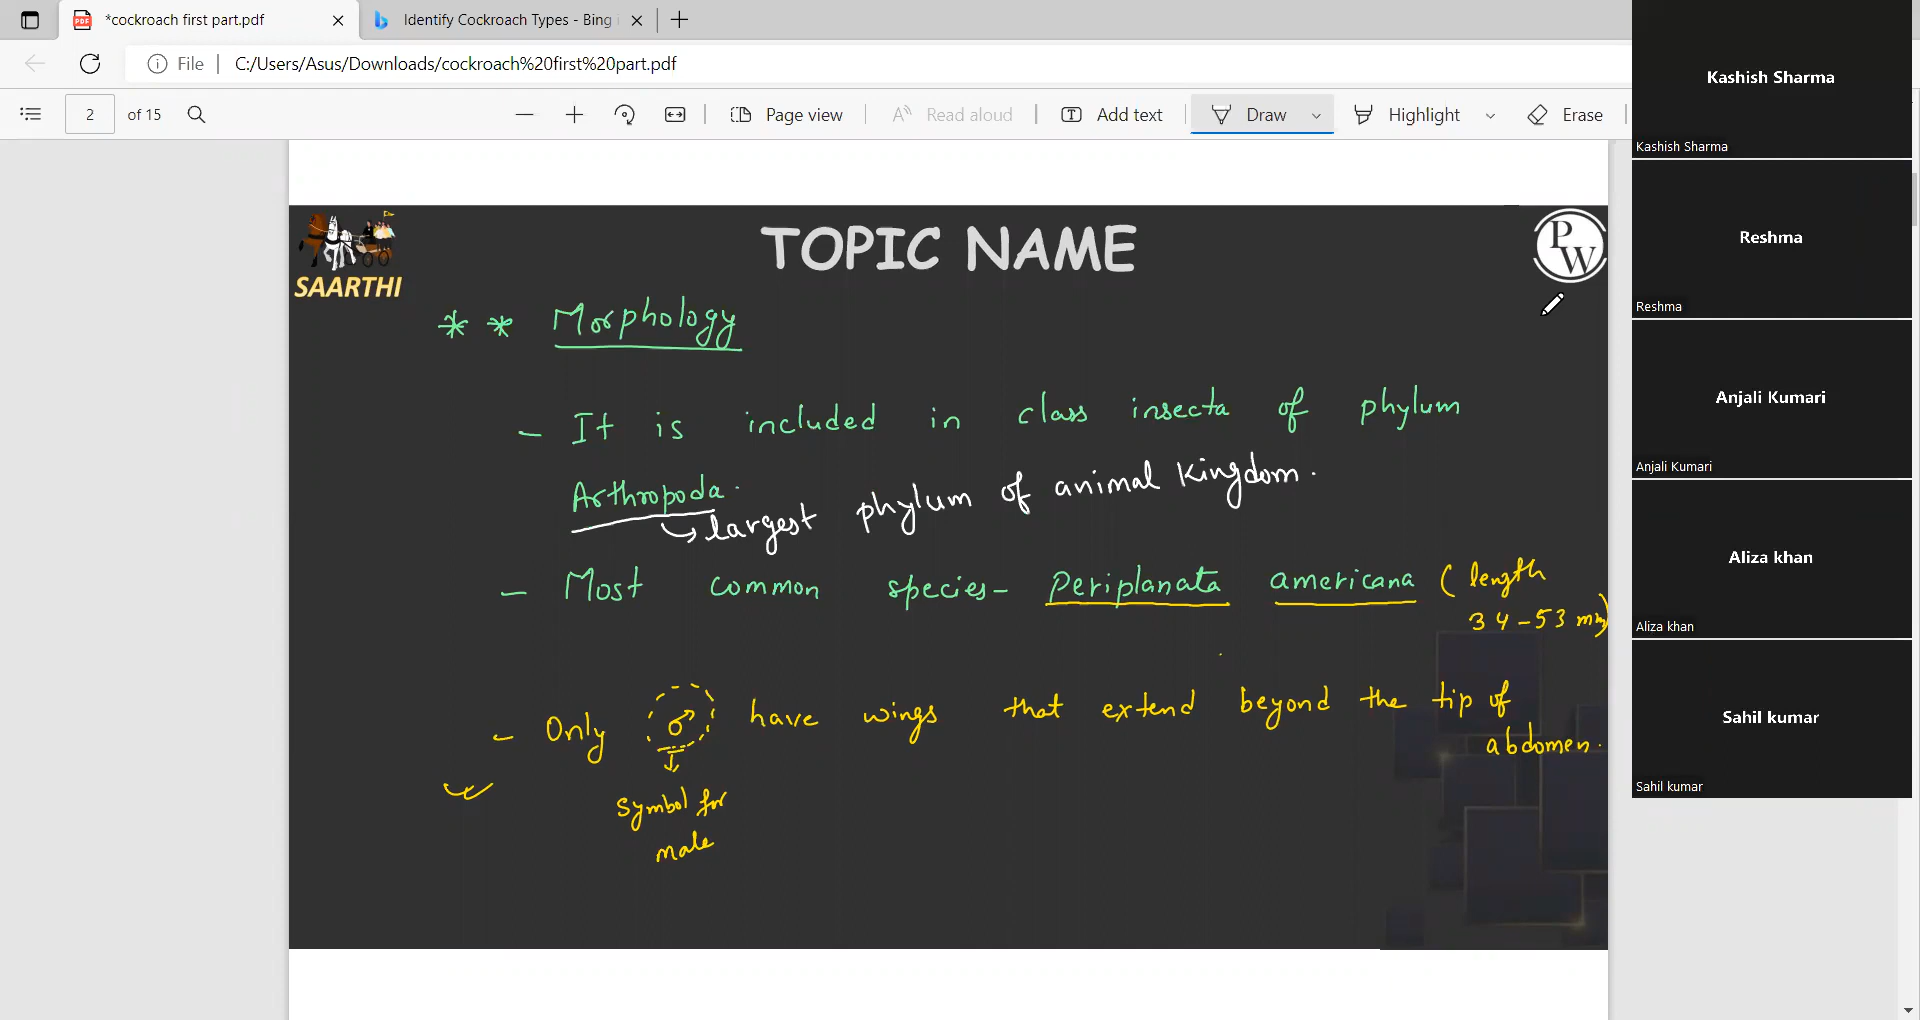 *cockroach first part.pdf
Identify Cockroach Types - Bing i
File
C:/Users/Asus/Downloads/cockroach%20first%20part.pdf
2 of 15
Page view
Read aloud
Add text
Draw
Highlight
Erase
SAARTHI
TOPIC NAME
PW
** Morphology
- It is included in class insecta of phylum
Arthropoda.
→ largest phylum of animal kingdom.
- Most common species- periplanata americana (length
34-53 mm)
- Only ♂ have wings that extend beyond the tip of
abdomen.
↓
symbol for
male
Kashish Sharma
Kashish Sharma
Reshma
Reshma
Anjali Kumari
Anjali Kumari
Aliza khan
Aliza khan
Sahil kumar
Sahil kumar